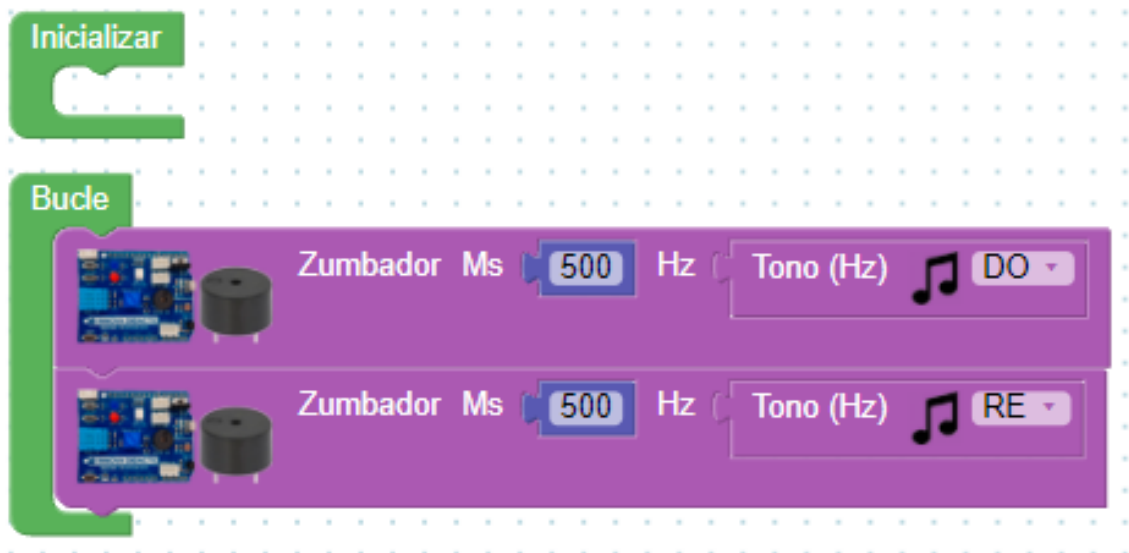 Inicializar
Bucle
Zumbador Ms 500 Hz Tono (Hz) DO
Zumbador Ms 500 Hz Tono (Hz) RE